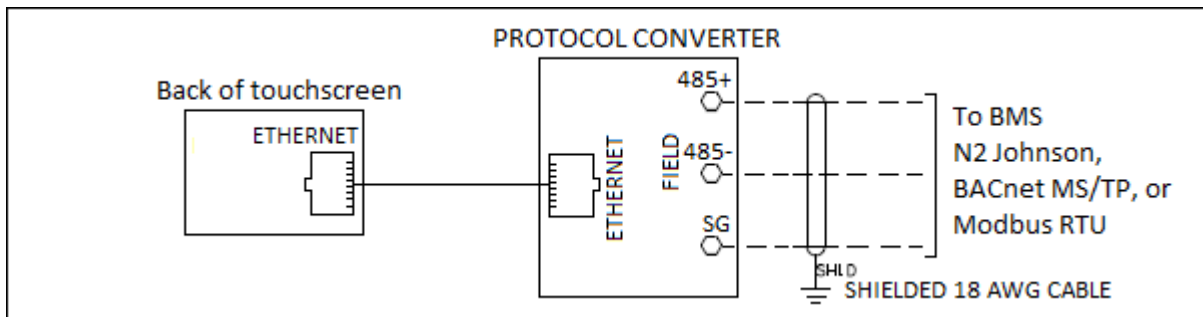 PROTOCOL CONVERTER
Back of touchscreen
ETHERNET
ETHERNET
FIELD
485+
485-
SG
To BMS
N2 Johnson,
BACnet MS/TP, or
Modbus RTU
SHLD
SHIELDED 18 AWG CABLE